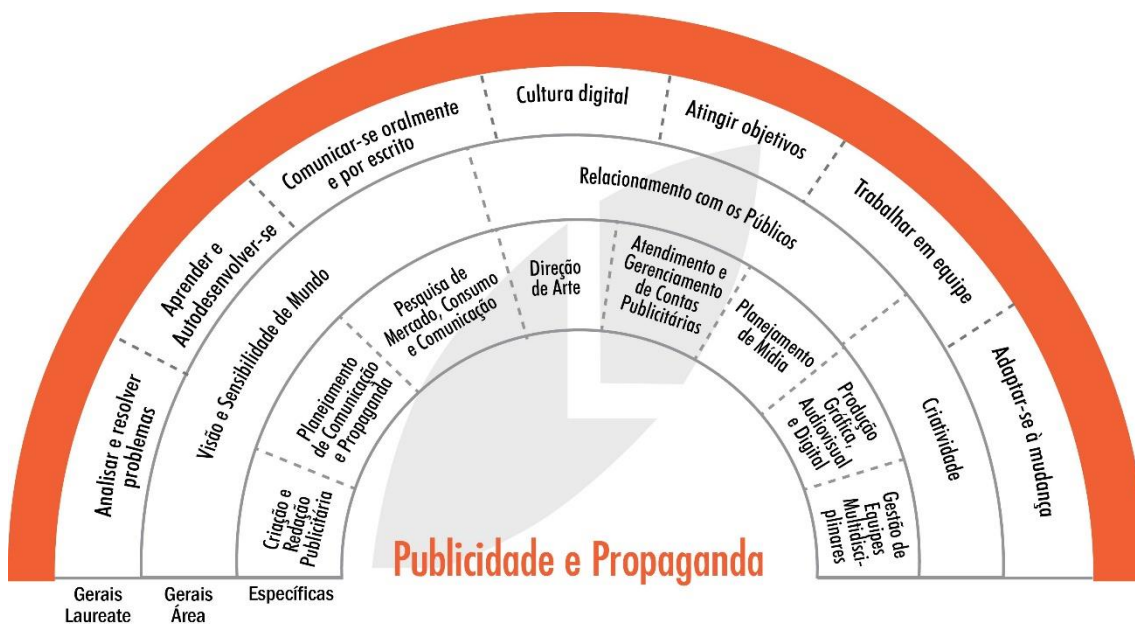 Analisar e resolver
problemas
Aprender e
Autodesenvolver-se
Comunicar-se oralmente
e por escrito
Cultura digital
Atingir objetivos
Trabalhar em equipe
Adaptar-se à mudança
Visão e Sensibilidade de Mundo
Relacionamento com os Públicos
Criatividade
Criação e
Redação
Publicitária
Planejamento
de Comunicação
e Propaganda
Pesquisa de
Mercado, Consumo
e Comunicação
Direção
de Arte
Atendimento e
Gerenciamento
de Contas
Publicitárias
Planejamento
de Mídia
Produção
Gráfica,
Audiovisual
e Digital
Gestão de
Equipes
Multidisci-
plinares
Publicidade e Propaganda
Gerais
Laureate
Gerais
Área
Específicas